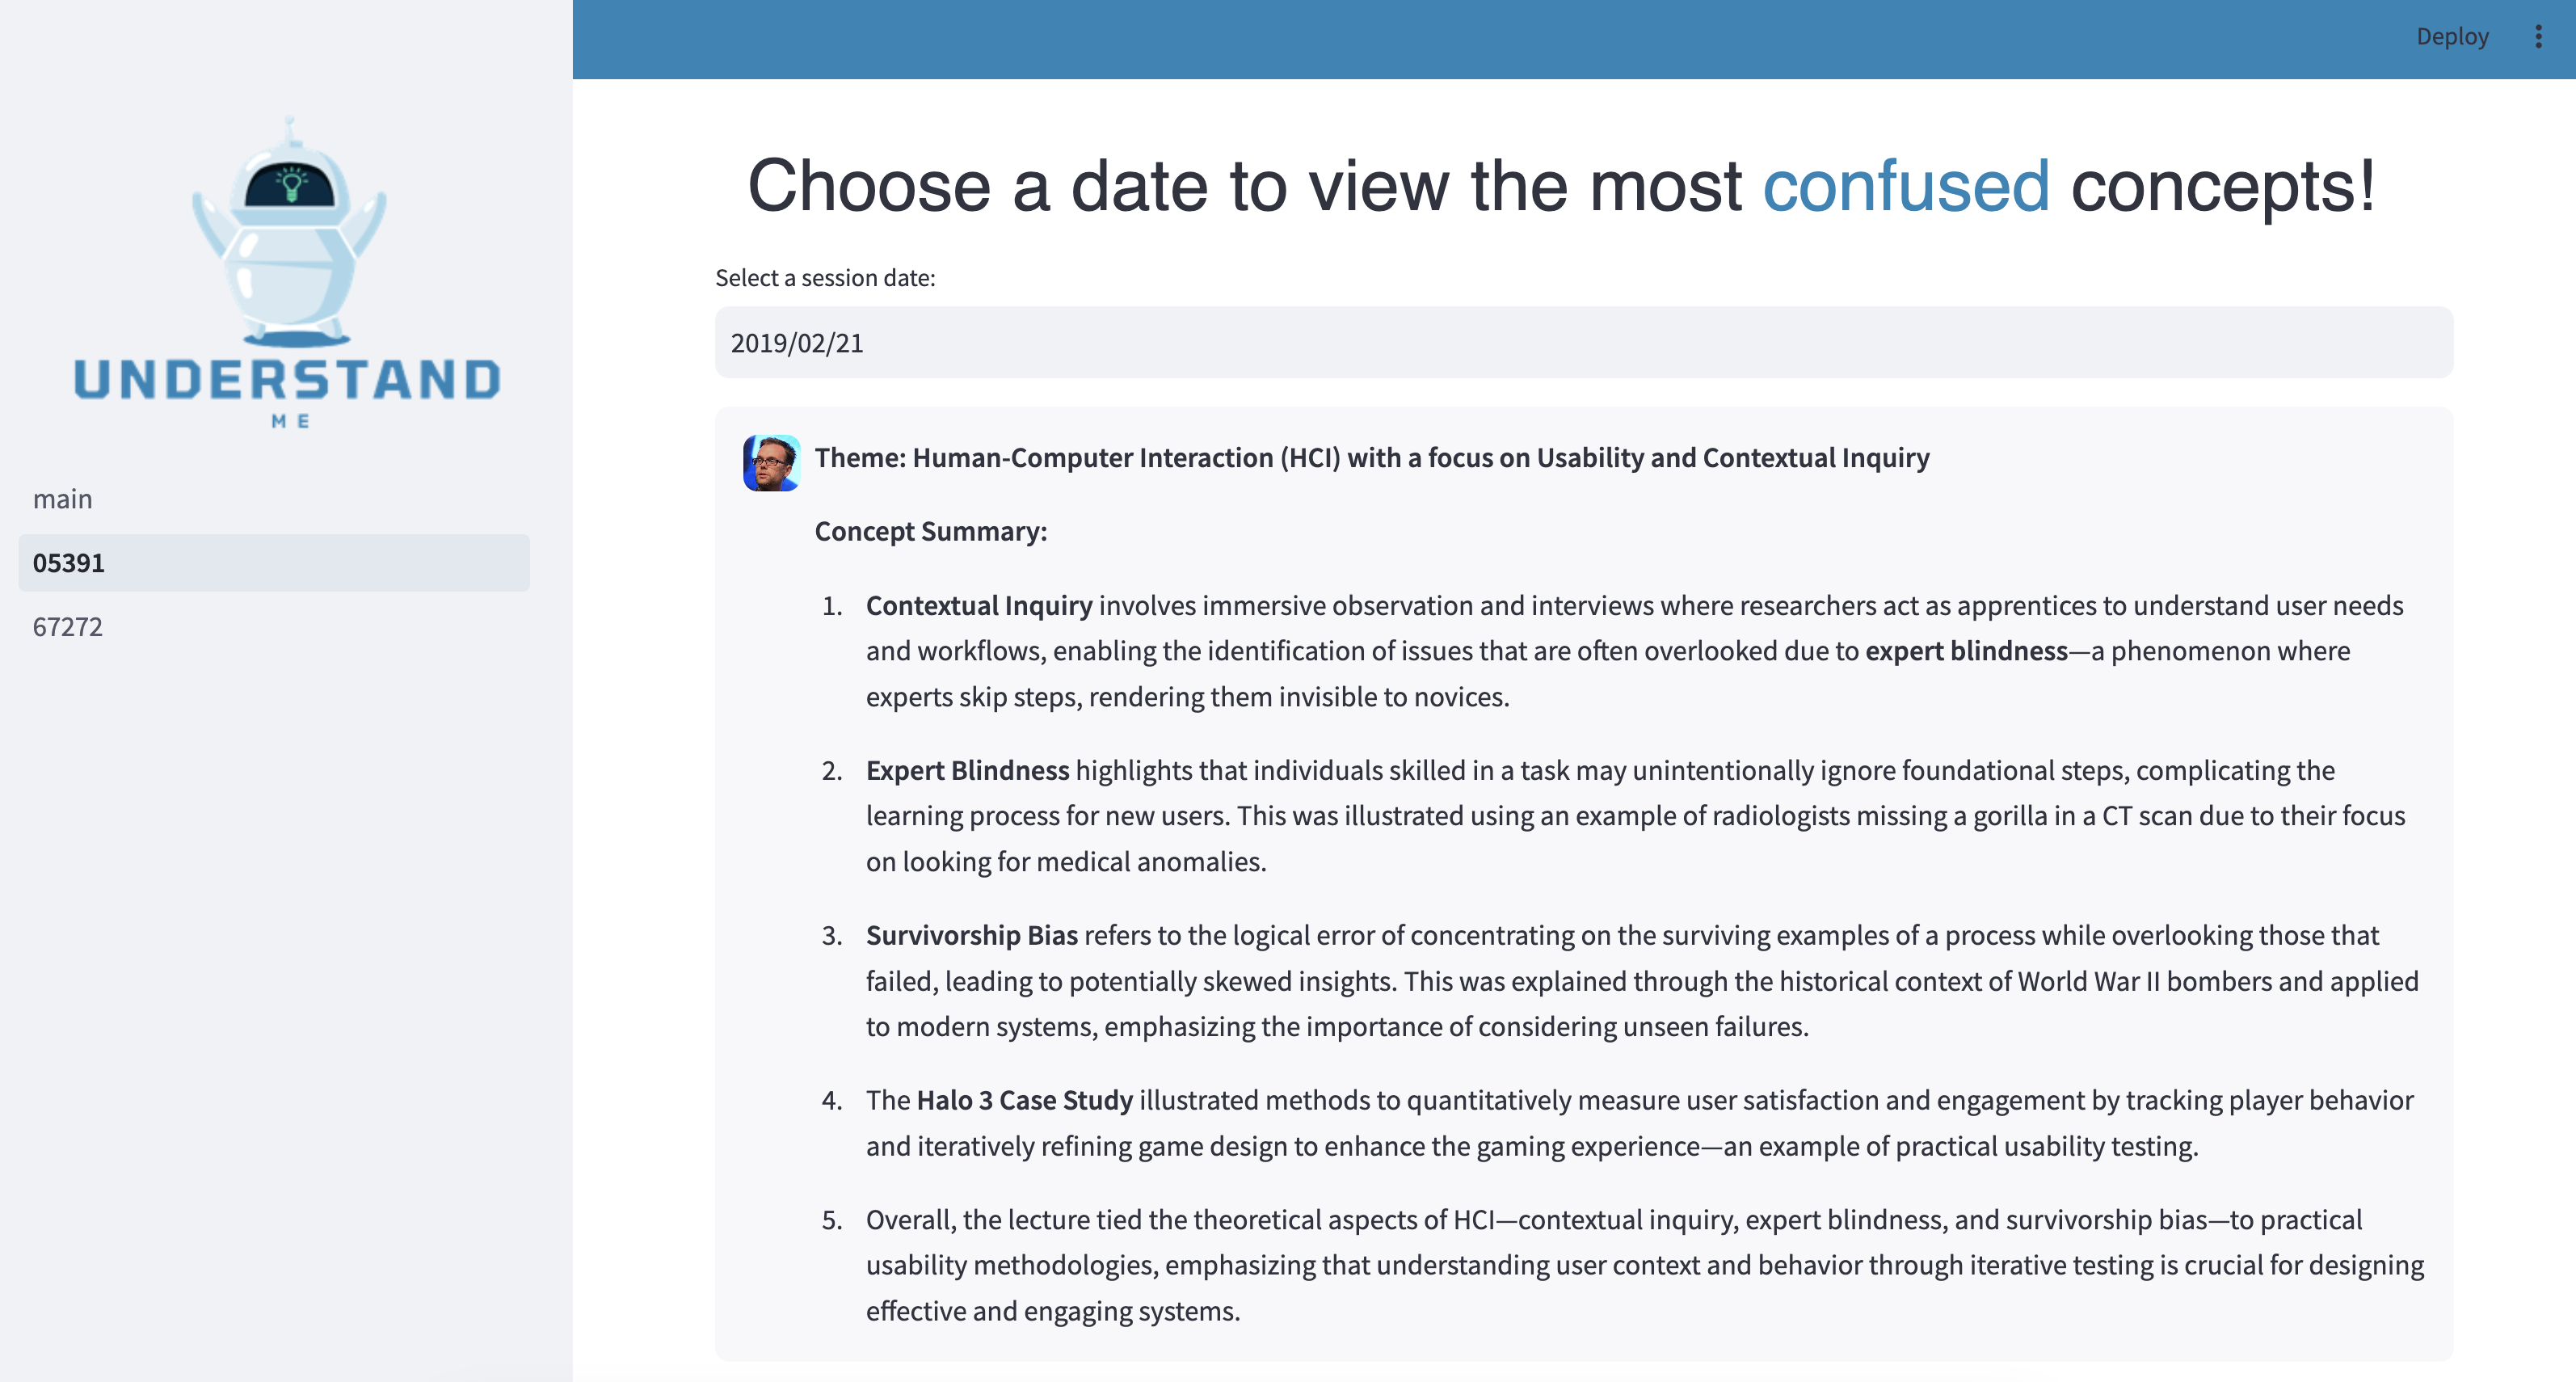 Deploy
UNDERSTAND
ME
main
05391
67272
Choose a date to view the most confused concepts!
Select a session date:
2019/02/21
Theme: Human-Computer Interaction (HCI) with a focus on Usability and Contextual Inquiry
Concept Summary:
1. Contextual Inquiry involves immersive observation and interviews where researchers act as apprentices to understand user needs
and workflows, enabling the identification of issues that are often overlooked due to expert blindness—a phenomenon where
experts skip steps, rendering them invisible to novices.
2. Expert Blindness highlights that individuals skilled in a task may unintentionally ignore foundational steps, complicating the
learning process for new users. This was illustrated using an example of radiologists missing a gorilla in a CT scan due to their focus
on looking for medical anomalies.
3. Survivorship Bias refers to the logical error of concentrating on the surviving examples of a process while overlooking those that
failed, leading to potentially skewed insights. This was explained through the historical context of World War II bombers and applied
to modern systems, emphasizing the importance of considering unseen failures.
4. The Halo 3 Case Study illustrated methods to quantitatively measure user satisfaction and engagement by tracking player behavior
and iteratively refining game design to enhance the gaming experience—an example of practical usability testing.
5. Overall, the lecture tied the theoretical aspects of HCI—contextual inquiry, expert blindness, and survivorship bias—to practical
usability methodologies, emphasizing that understanding user context and behavior through iterative testing is crucial for designing
effective and engaging systems.